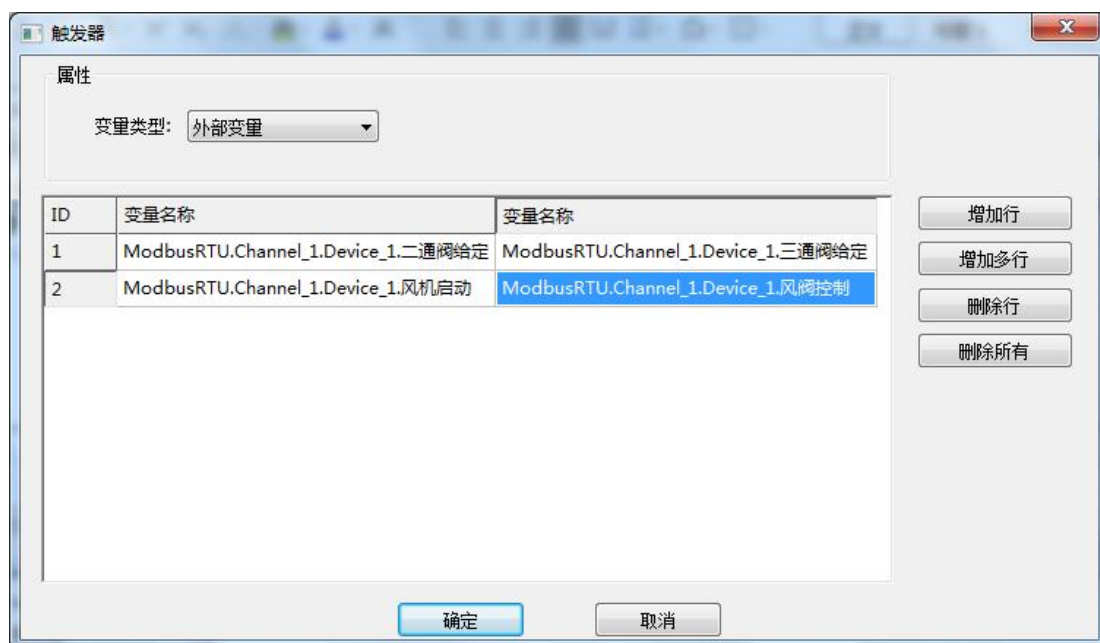 触发器
属性
变量类型: 外部变量
ID 变量名称 变量名称
1 ModbusRTU.Channel_1.Device_1.二通阀给定 ModbusRTU.Channel_1.Device_1.三通阀给定
2 ModbusRTU.Channel_1.Device_1.风机启动 ModbusRTU.Channel_1.Device_1.风阀控制
增加行
增加多行
删除行
删除所有
确定 取消